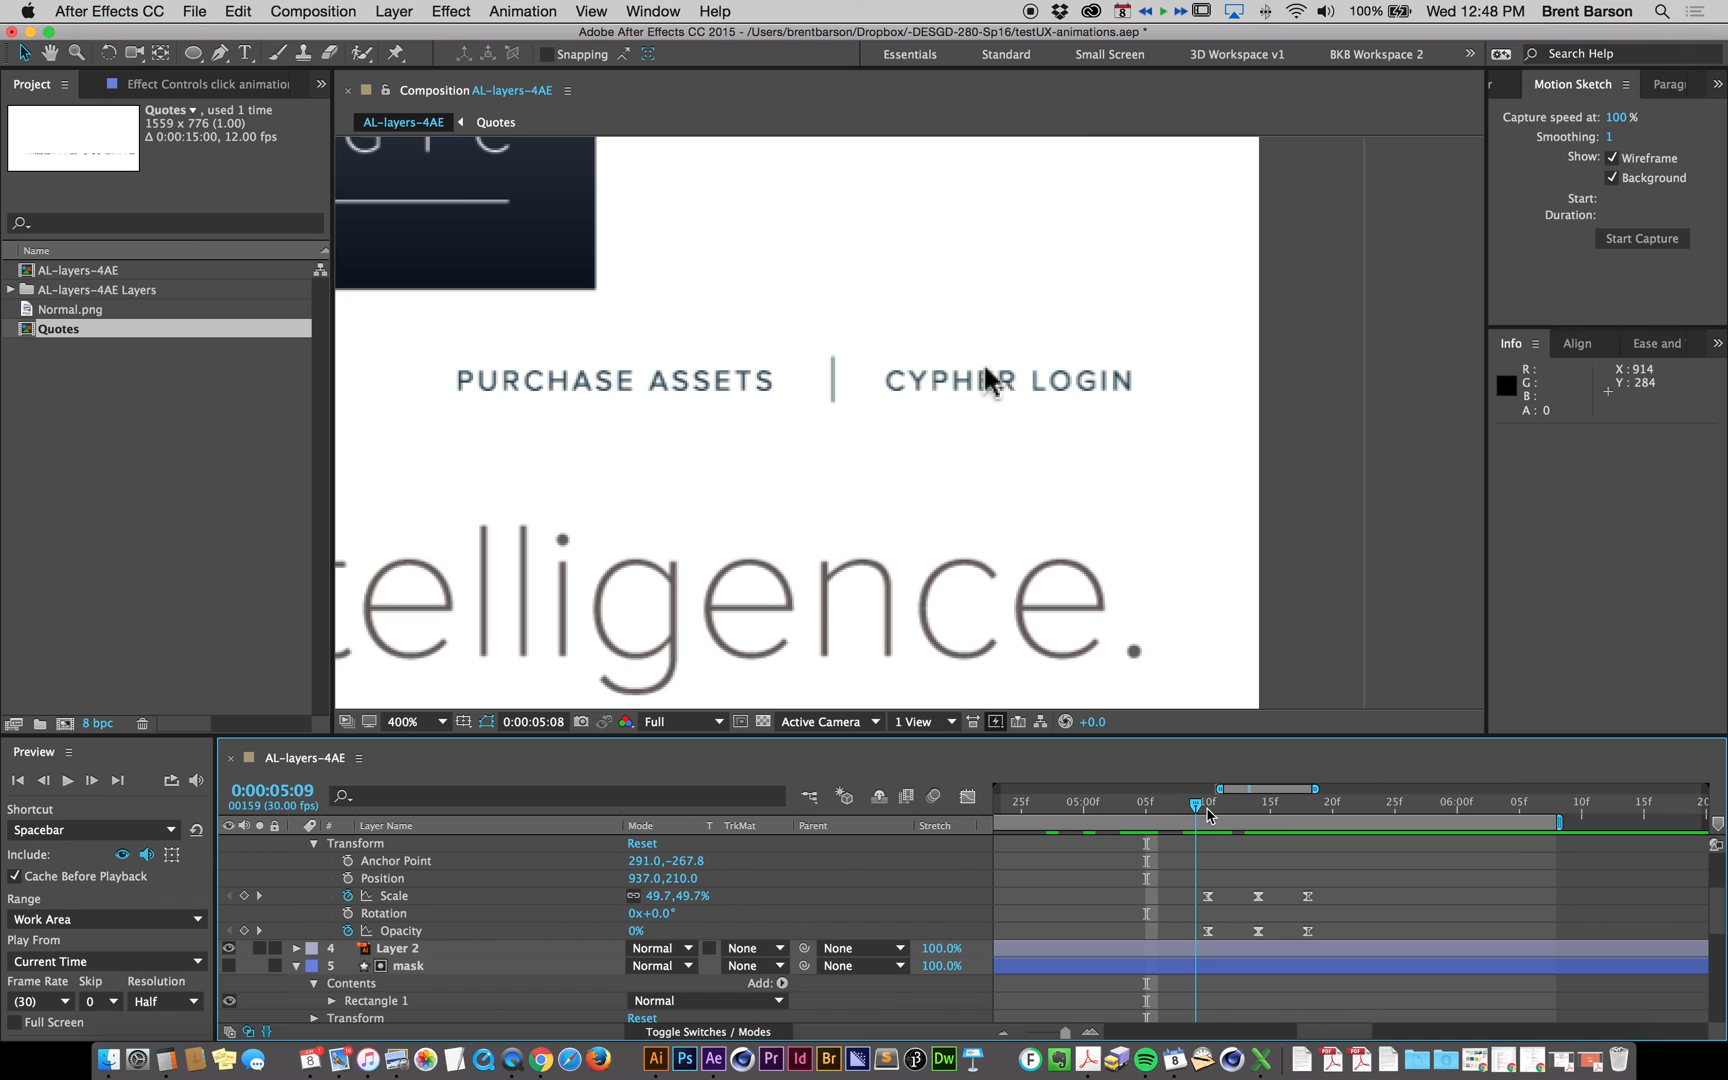 After Effects CC File Edit Composition Layer Effect Animation View Window Help 100% Wed 12:48 PM Brent Barson
Adobe After Effects CC 2015 - /Users/brentbarson/Dropbox/-DESGD-280-Sp16/testUX-animations.aep *
Snapping Essentials Standard Small Screen 3D Workspace v1 BKB Workspace 2 Search Help
Project Effect Controls click animation
Composition AL-layers-4AE
Motion Sketch Paragr
Quotes , used 1 time
1559 x 776 (1.00)
Δ 0:00:15:00, 12.00 fps
AL-layers-4AE Quotes
Capture speed at: 100 %
Smoothing: 1
Show: Wireframe
Background
Start:
Duration:
Start Capture
G I C
Name
AL-layers-4AE
AL-layers-4AE Layers
Normal.png
Quotes
Info Align Ease and
R:
G:
B:
A: 0
X: 914
Y: 284
PURCHASE ASSETS | CYPHER LOGIN
telligence.
8 bpc
400% 0:00:05:08 Full Active Camera 1 View +0.0
Preview
Shortcut
Spacebar
Include:
Cache Before Playback
Range
Work Area
Play From
Current Time
Frame Rate Skip Resolution
(30) 0 Half
Full Screen
AL-layers-4AE
0:00:05:09
00159 (30.00 fps)
25f 05:00f 05f 10f 15f 20f 25f 06:00f 05f 10f 15f 20
# Layer Name Mode T TrkMat Parent Stretch
Transform Reset
Anchor Point 291.0,-267.8
Position 937.0,210.0
Scale 49.7,49.7%
Rotation 0x+0.0°
Opacity 0%
4 Layer 2 Normal None None 100.0%
5 mask Normal None None 100.0%
Contents Add:
Rectangle 1 Normal
Transform Reset
Toggle Switches / Modes